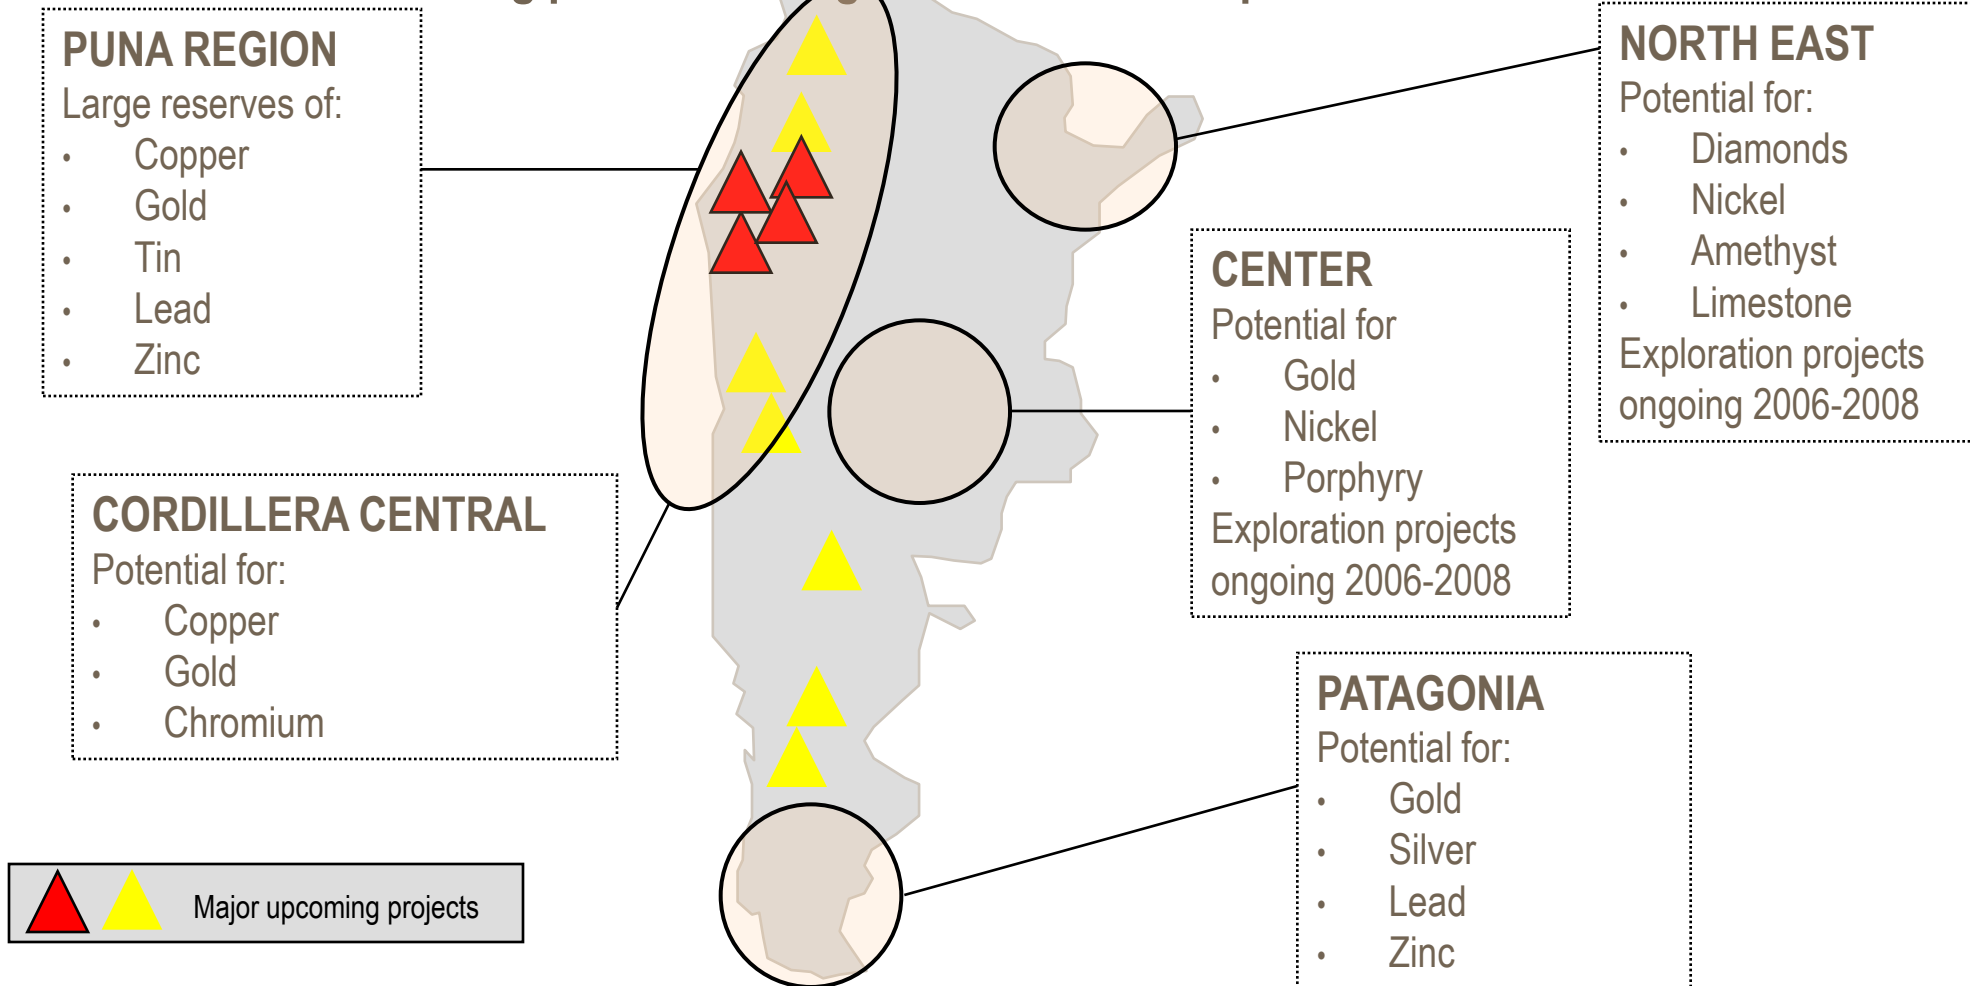 PUNA REGION
Large reserves of:
• Copper
• Gold
• Tin
• Lead
• Zinc
NORTH EAST
Potential for:
• Diamonds
• Nickel
• Amethyst
• Limestone
Exploration projects
ongoing 2006-2008
CENTER
Potential for
• Gold
• Nickel
• Porphyry
Exploration projects
ongoing 2006-2008
CORDILLERA CENTRAL
Potential for:
• Copper
• Gold
• Chromium
PATAGONIA
Potential for:
• Gold
• Silver
• Lead
• Zinc
Major upcoming projects